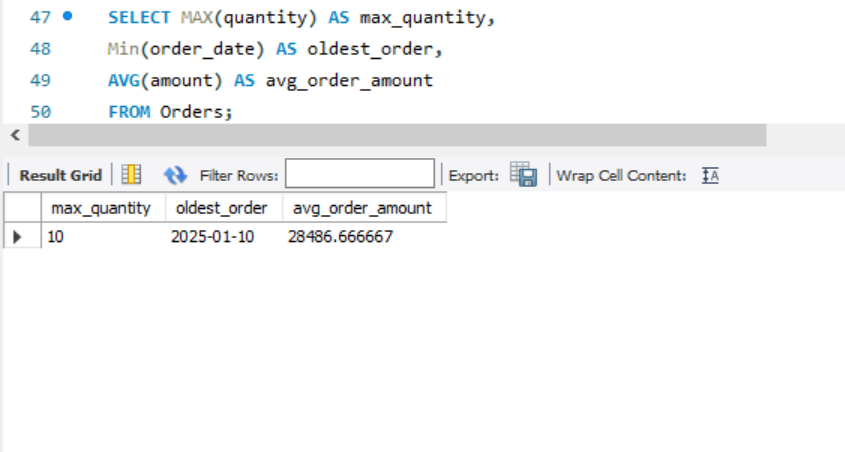 47 SELECT MAX(quantity) AS max_quantity,
48 Min(order_date) AS oldest_order,
49 AVG(amount) AS avg_order_amount
50 FROM Orders;
Result Grid Filter Rows: Export: Wrap Cell Content: IA
max_quantity oldest_order avg_order_amount
10 2025-01-10 28486.666667